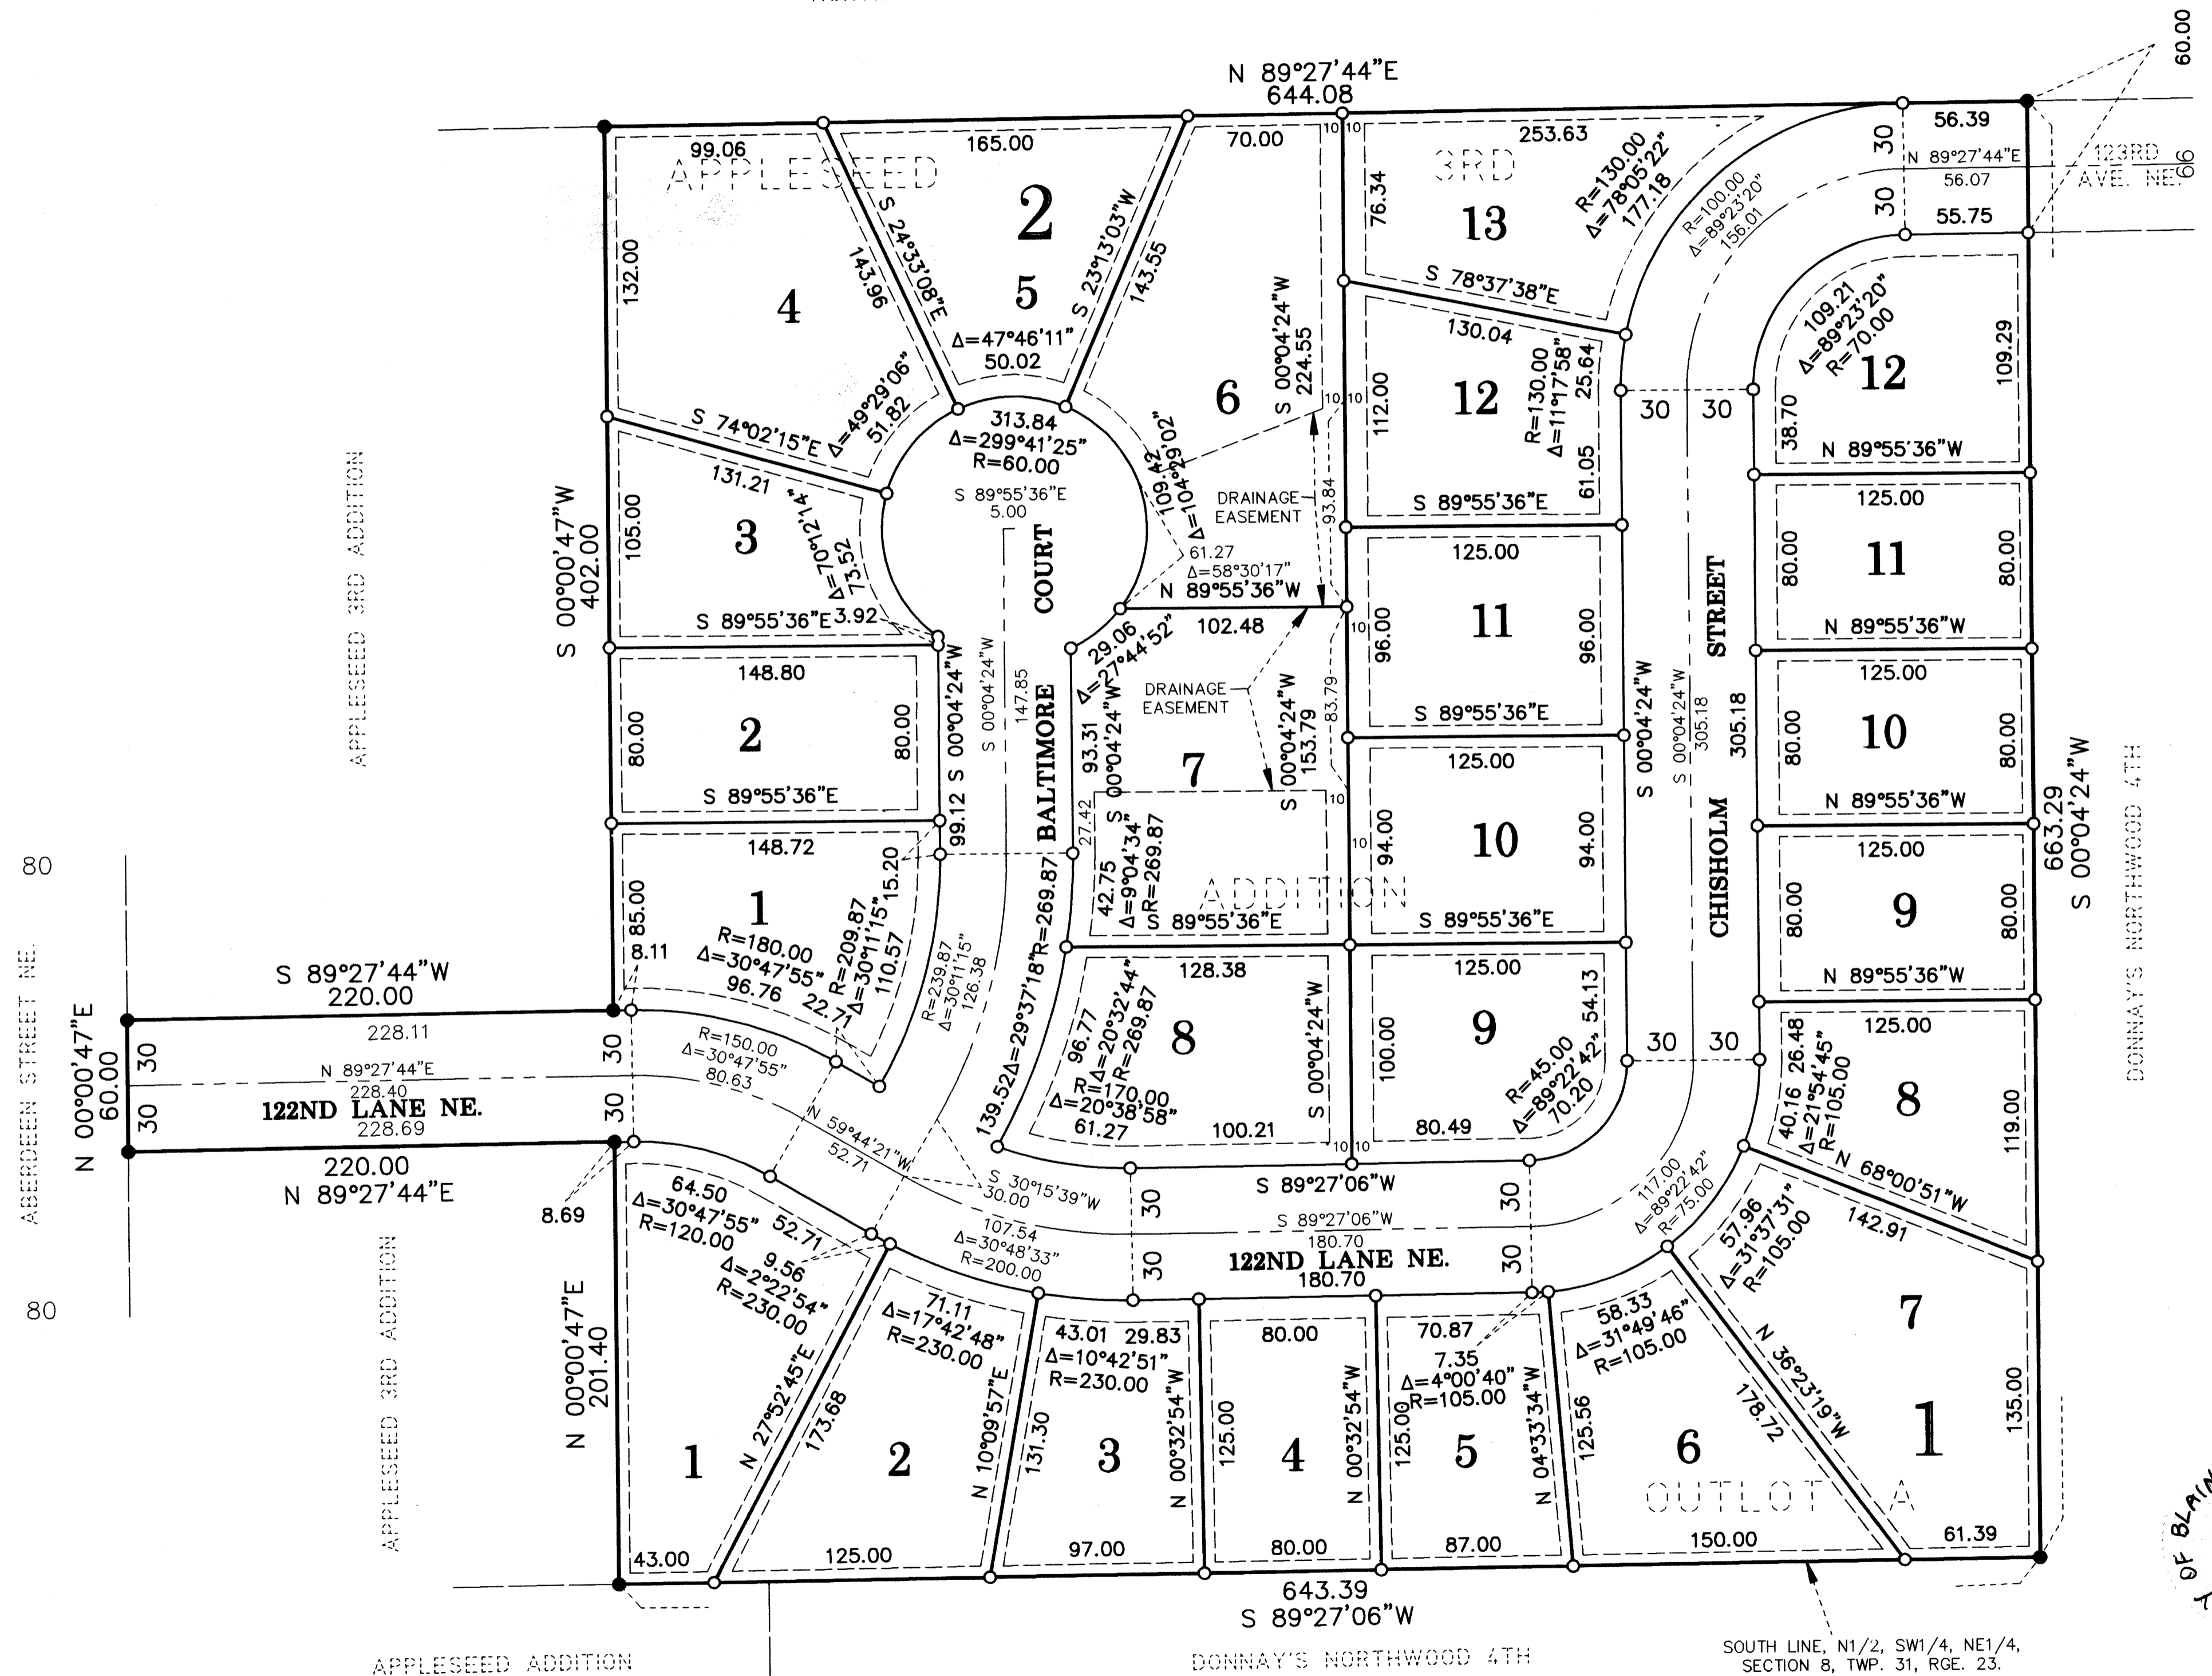 N 89°27'44"E
644.08
60.00
99.06
165.00
70.00
10 10
253.63
56.39
APPLESEED
3RD
ADDITION
OUTLOT A
30
N 89°27'44"E
56.07
30
55.75
123RD
AVE. NE.
66
132.00
4
S 24°33'08"E
143.96
2
5
Δ=47°46'11"
50.02
S 23°13'03"W
143.55
6
S 00°04'24"W
224.55
10 10
76.34
13
R=130.00
Δ=78°05'22"
177.18
R=100.00
Δ=89°23'20"
156.01
S 78°37'38"E
130.04
109.21
Δ=89°23'20"
R=70.00
12
109.29
38.70
N 89°55'36"W
112.00
12
R=130.00
Δ=11°17'58"
25.64
61.05
S 89°55'36"E
30 30
Δ=49°29'06"
51.82
S 74°02'15"E
131.21
313.84
Δ=299°41'25"
R=60.00
S 89°55'36"E
5.00
109.42
Δ=104°29'02"
DRAINAGE
EASEMENT
93.84
61.27
Δ=58°30'17"
N 89°55'36"W
102.48
APPLESEED 3RD ADDITION
S 00°00'47"W
402.00
105.00
3
Δ=70°12'14"
73.52
S 89°55'36"E
3.92
BALTIMORE COURT
S 00°04'24"W
147.85
29.06
Δ=27°44'52"
125.00
96.00
11
96.00
S 89°55'36"E
10
125.00
80.00
11
80.00
N 89°55'36"W
CHISHOLM STREET
S 00°04'24"W
S 00°04'24"W
305.18
305.18
148.80
80.00
2
80.00
S 89°55'36"E
99.12 S 00°04'24"W
93.31
S 00°04'24"W
DRAINAGE
EASEMENT
S 00°04'24"W
153.79
83.79
10
7
27.42
125.00
94.00
10
94.00
S 89°55'36"E
10
125.00
80.00
10
80.00
N 89°55'36"W
663.29
S 00°04'24"W
DONNAY'S NORTHWOOD 4TH
148.72
85.00
1
15.20
R=209.87
Δ=30°11'15"
110.57
8.11
R=180.00
Δ=30°47'55"
96.76
22.71
R=239.87
Δ=30°11'15"
126.38
139.52 Δ=29°37'18" R=269.87
42.75
Δ=9°04'34"
R=269.87
S 89°55'36"E
125.00
80.00
9
80.00
N 89°55'36"W
80
80
ABERDEEN STREET NE.
N 00°00'47"E
60.00
30
30
S 89°27'44"W
220.00
228.11
N 89°27'44"E
228.40
122ND LANE NE.
228.69
220.00
N 89°27'44"E
30
30
R=150.00
Δ=30°47'55"
80.63
N 59°44'21"W
52.71
128.38
96.77
Δ=20°32'44"
R=269.87
8
R=170.00
Δ=20°38'58"
61.27
100.21
S 00°04'24"W
10 10
125.00
100.00
9
54.13
R=45.00
Δ=89°22'42"
70.20
80.49
30 30
125.00
26.48
40.16
Δ=21°54'45"
R=105.00
8
119.00
N 68°00'51"W
142.91
8.69
64.50
Δ=30°47'55"
R=120.00
52.71
9.56
Δ=2°22'54"
R=230.00
S 30°15'39"W
30.00
107.54
Δ=30°48'33"
R=200.00
S 89°27'06"W
30
30
S 89°27'06"W
180.70
122ND LANE NE.
180.70
30
30
117.00
Δ=89°22'42"
R=75.00
57.96
Δ=31°37'31"
R=105.00
7
APPLESEED 3RD ADDITION
N 00°00'47"E
201.40
1
N 27°52'45"E
173.68
43.00
71.11
Δ=17°42'48"
R=230.00
2
N 10°09'57"E
131.30
125.00
43.01 29.83
Δ=10°42'51"
R=230.00
3
N 00°32'54"W
97.00
80.00
125.00
4
N 00°32'54"W
80.00
70.87
7.35
Δ=4°00'40"
R=105.00
125.00
5
N 04°33'34"W
87.00
58.33
Δ=31°49'46"
R=105.00
125.56
6
150.00
N 36°23'19"W
178.72
1
135.00
61.39
643.39
S 89°27'06"W
APPLESEED ADDITION
DONNAY'S NORTHWOOD 4TH
SOUTH LINE, N1/2, SW1/4, NE1/4,
SECTION 8, TWP. 31, RGE. 23.
OF BLAIN